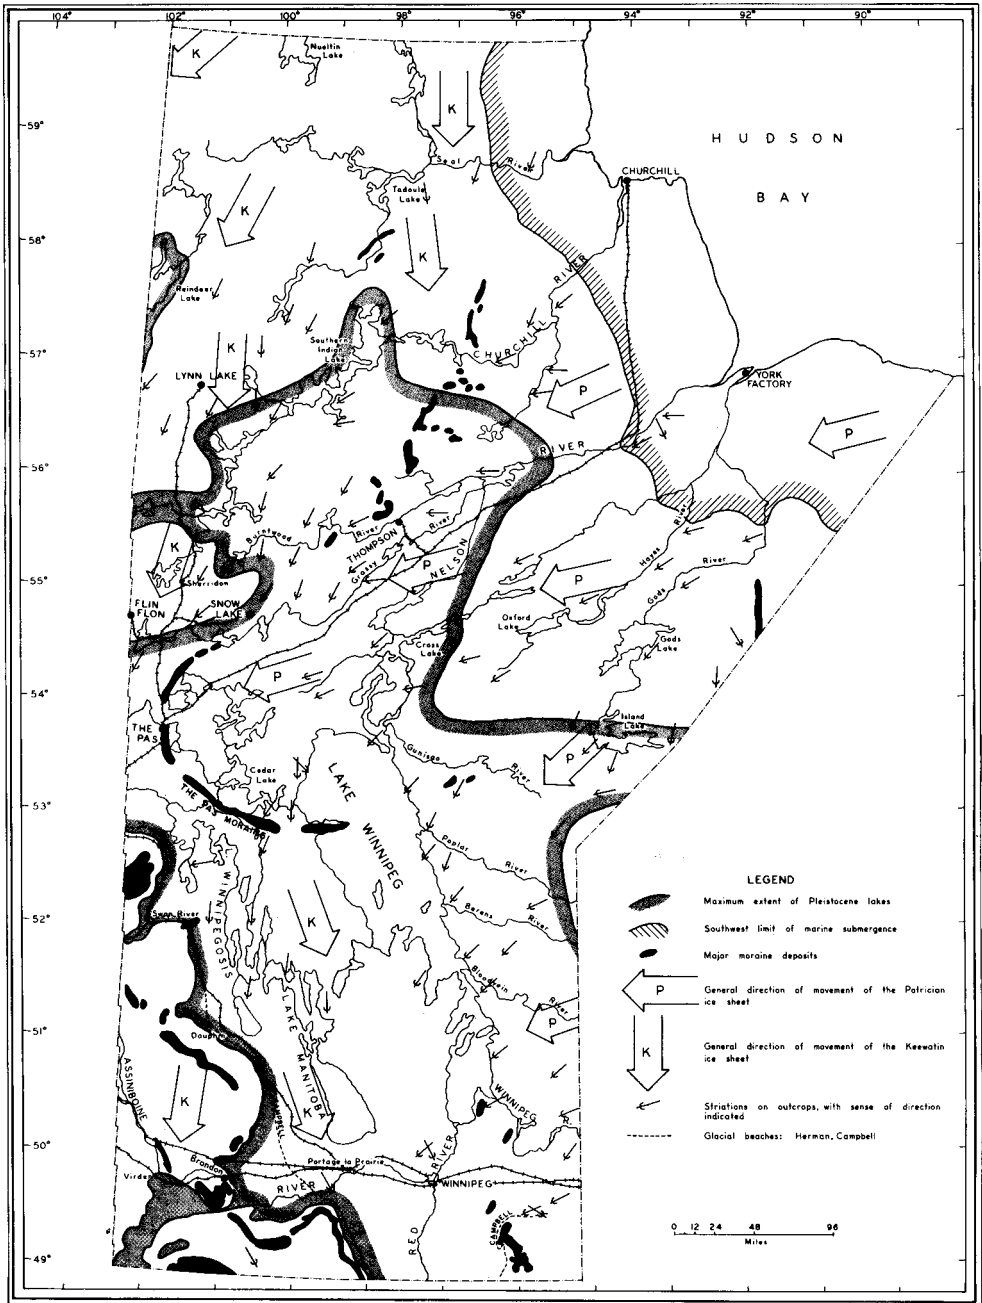 104°
102°
100°
98°
96°
94°
92°
90°
K
Nueltin
Lake
K
59°
HUDSON
BAY
Seal River
CHURCHILL
Tadoule
Lake
K
K
58°
Reindeer
Lake
RIVER
Southern
Indian
Lake
CHURCHILL
57°
K
LYNN LAKE
P
YORK
FACTORY
P
56°
RIVER
Burntwood River
THOMPSON
Grassy River
NELSON
P
Hayes River
Gods River
K
Sherridon
55°
P
FLIN
FLON
SNOW
LAKE
Oxford
Lake
Cross
Lake
Gods
Lake
P
54°
THE
PAS
Island
Lake
P
Gunisao River
Cedar
Lake
LAKE WINNIPEG
53°
THE PAS MORAINE
Poplar River
L. WINNIPEGOSIS
52°
Swan River
Berens River
K
Bloodvein River
LAKE MANITOBA
P
51°
Dauphin
ASSINIBOINE
K
K
CAMPBELL
WINNIPEG
R.
50°
Portage la Prairie
Brandon
Virden
RIVER
WINNIPEG
RED RIVER
CAMPBELL
49°
LEGEND
Maximum extent of Pleistocene lakes
Southwest limit of marine submergence
Major moraine deposits
P
General direction of movement of the Patrician
ice sheet
K
General direction of movement of the Keewatin
ice sheet
Striations on outcrops, with sense of direction
indicated
Glacial beaches: Herman, Campbell
0 12 24 48 96
Miles